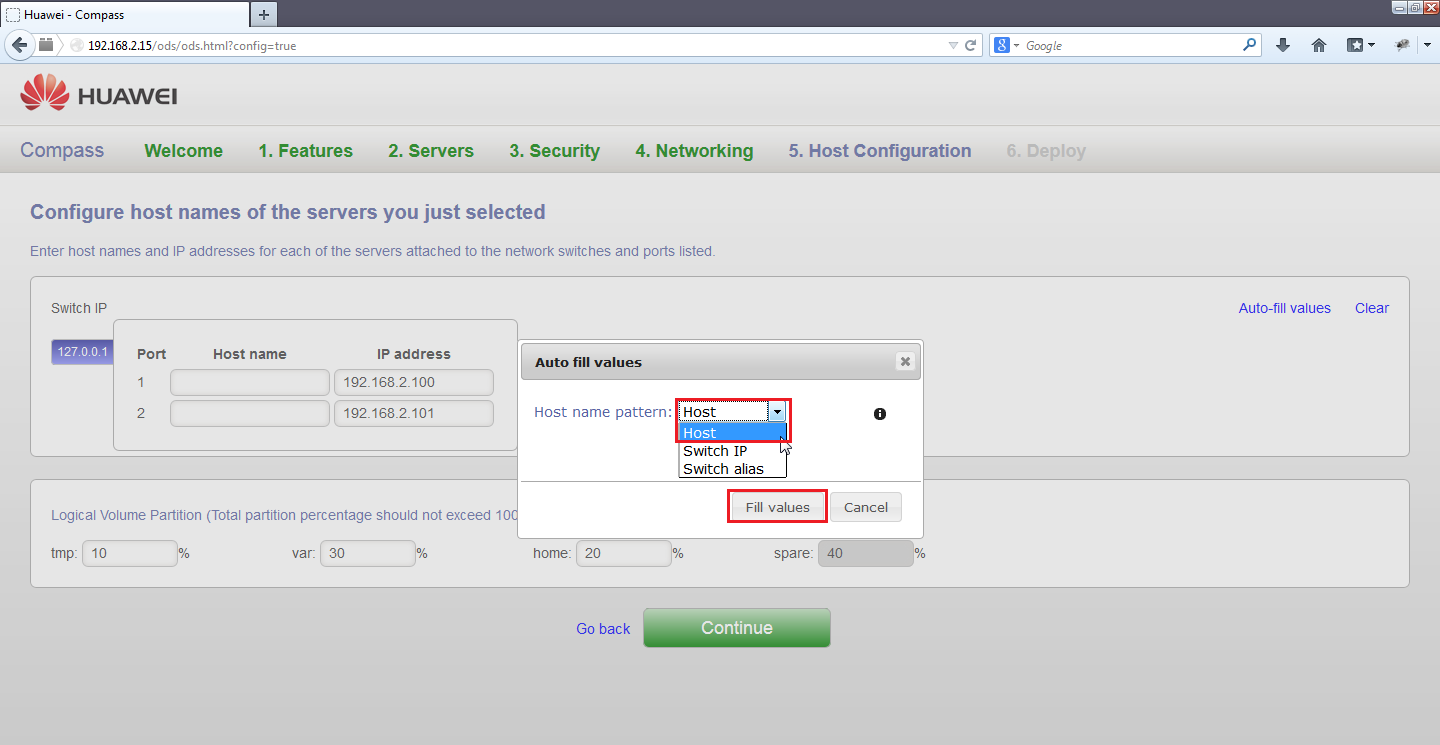 Huawei - Compass
192.168.2.15/ods/ods.html?config=true
Google
HUAWEI
Compass Welcome 1. Features 2. Servers 3. Security 4. Networking 5. Host Configuration 6. Deploy
Configure host names of the servers you just selected
Enter host names and IP addresses for each of the servers attached to the network switches and ports listed.
Switch IP Auto-fill values Clear
127.0.0.1
Port Host name IP address
1 192.168.2.100
2 192.168.2.101
Auto fill values
Host name pattern: Host
Host
Switch IP
Switch alias
Fill values Cancel
Logical Volume Partition (Total partition percentage should not exceed 100
tmp: 10 % var: 30 % home: 20 % spare: 40 %
Go back Continue